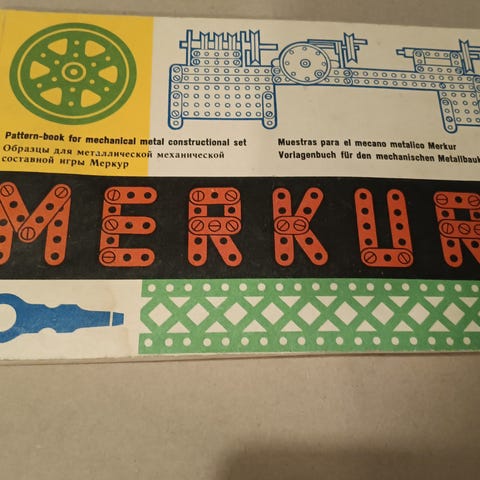 Pattern-book for mechanical metal constructional set
Образцы для металлической механической
составной игры Меркур
Muestras para el mecano metalico Merkur
Vorlagenbuch für den mechanischen Metallbauk
MERKUR